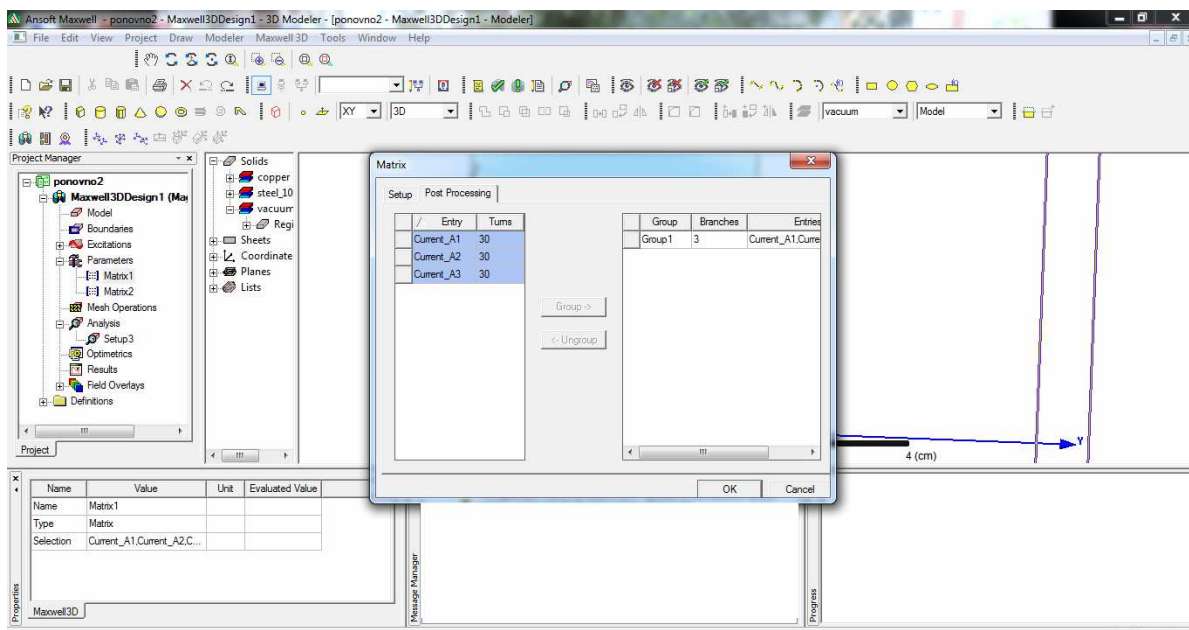 Ansoft Maxwell - ponovno2 - Maxwell3DDesign1 - 3D Modeler - [ponovno2 - Maxwell3DDesign1 - Modeler]
File Edit View Project Draw Modeler Maxwell 3D Tools Window Help
XY 3D vacuum Model
Project Manager
ponovno2
Maxwell3DDesign1 (Mag
Model
Boundaries
Excitations
Parameters
Matrix1
Matrix2
Mesh Operations
Analysis
Setup3
Optimetrics
Results
Field Overlays
Definitions
Project
Solids
copper
steel_10
vacuum
Regi
Sheets
Coordinate
Planes
Lists
Matrix
Setup Post Processing
/ Entry Turns
Current_A1 30
Current_A2 30
Current_A3 30
Group ->
<- Ungroup
Group Branches Entries
Group1 3 Current_A1,Curre
OK Cancel
Y
4 (cm)
Name Value Unit Evaluated Value
Name Matrix1
Type Matrix
Selection Current_A1,Current_A2,C...
Maxwell3D
Properties
Message Manager
Progress